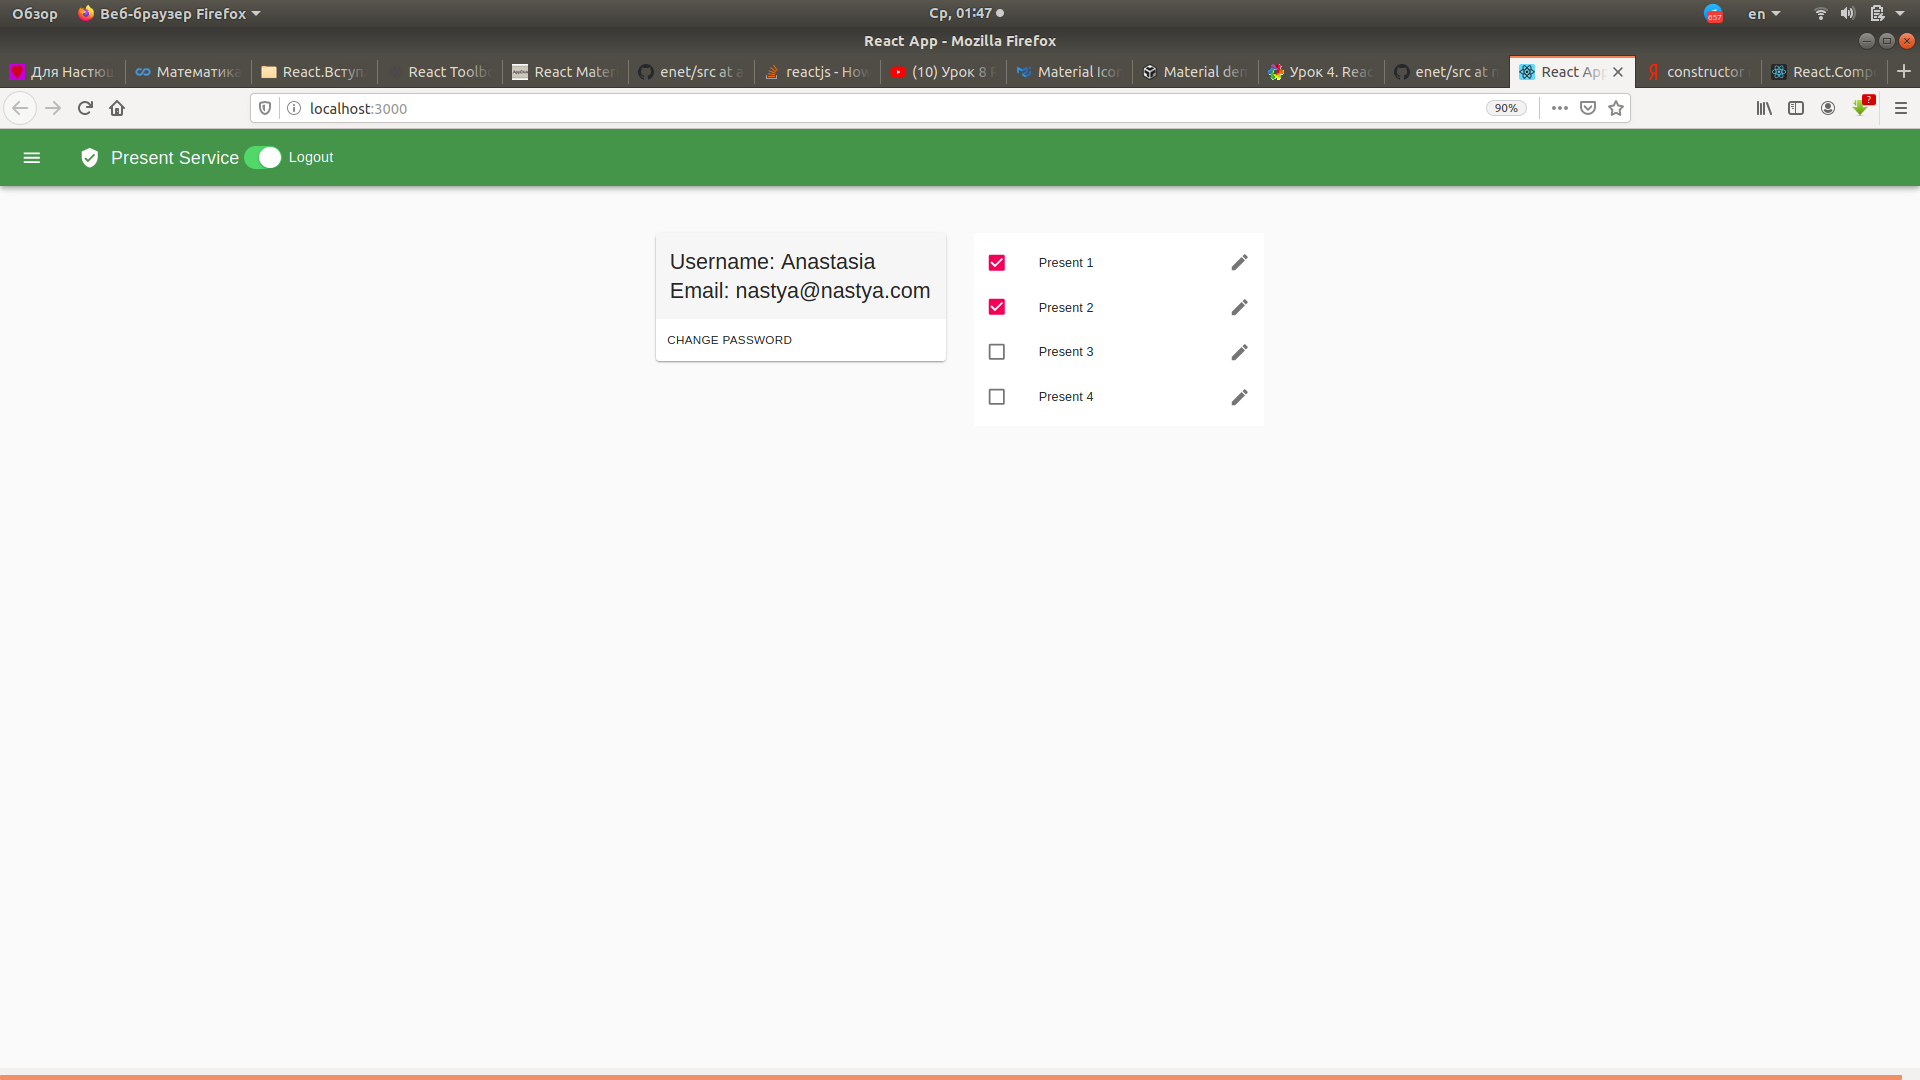 Обзор Веб-браузер Firefox Ср, 01:47 657 en
React App - Mozilla Firefox
Для Настюш Математика React.Вступ React Toolb React Mater enet/src at a reactjs - How (10) Урок 8 Material Icon Material dem Урок 4. Reac enet/src at React App constructor React.Comp
localhost:3000 90% ?
Present Service Logout
Username: Anastasia
Email: nastya@nastya.com
CHANGE PASSWORD
Present 1
Present 2
Present 3
Present 4